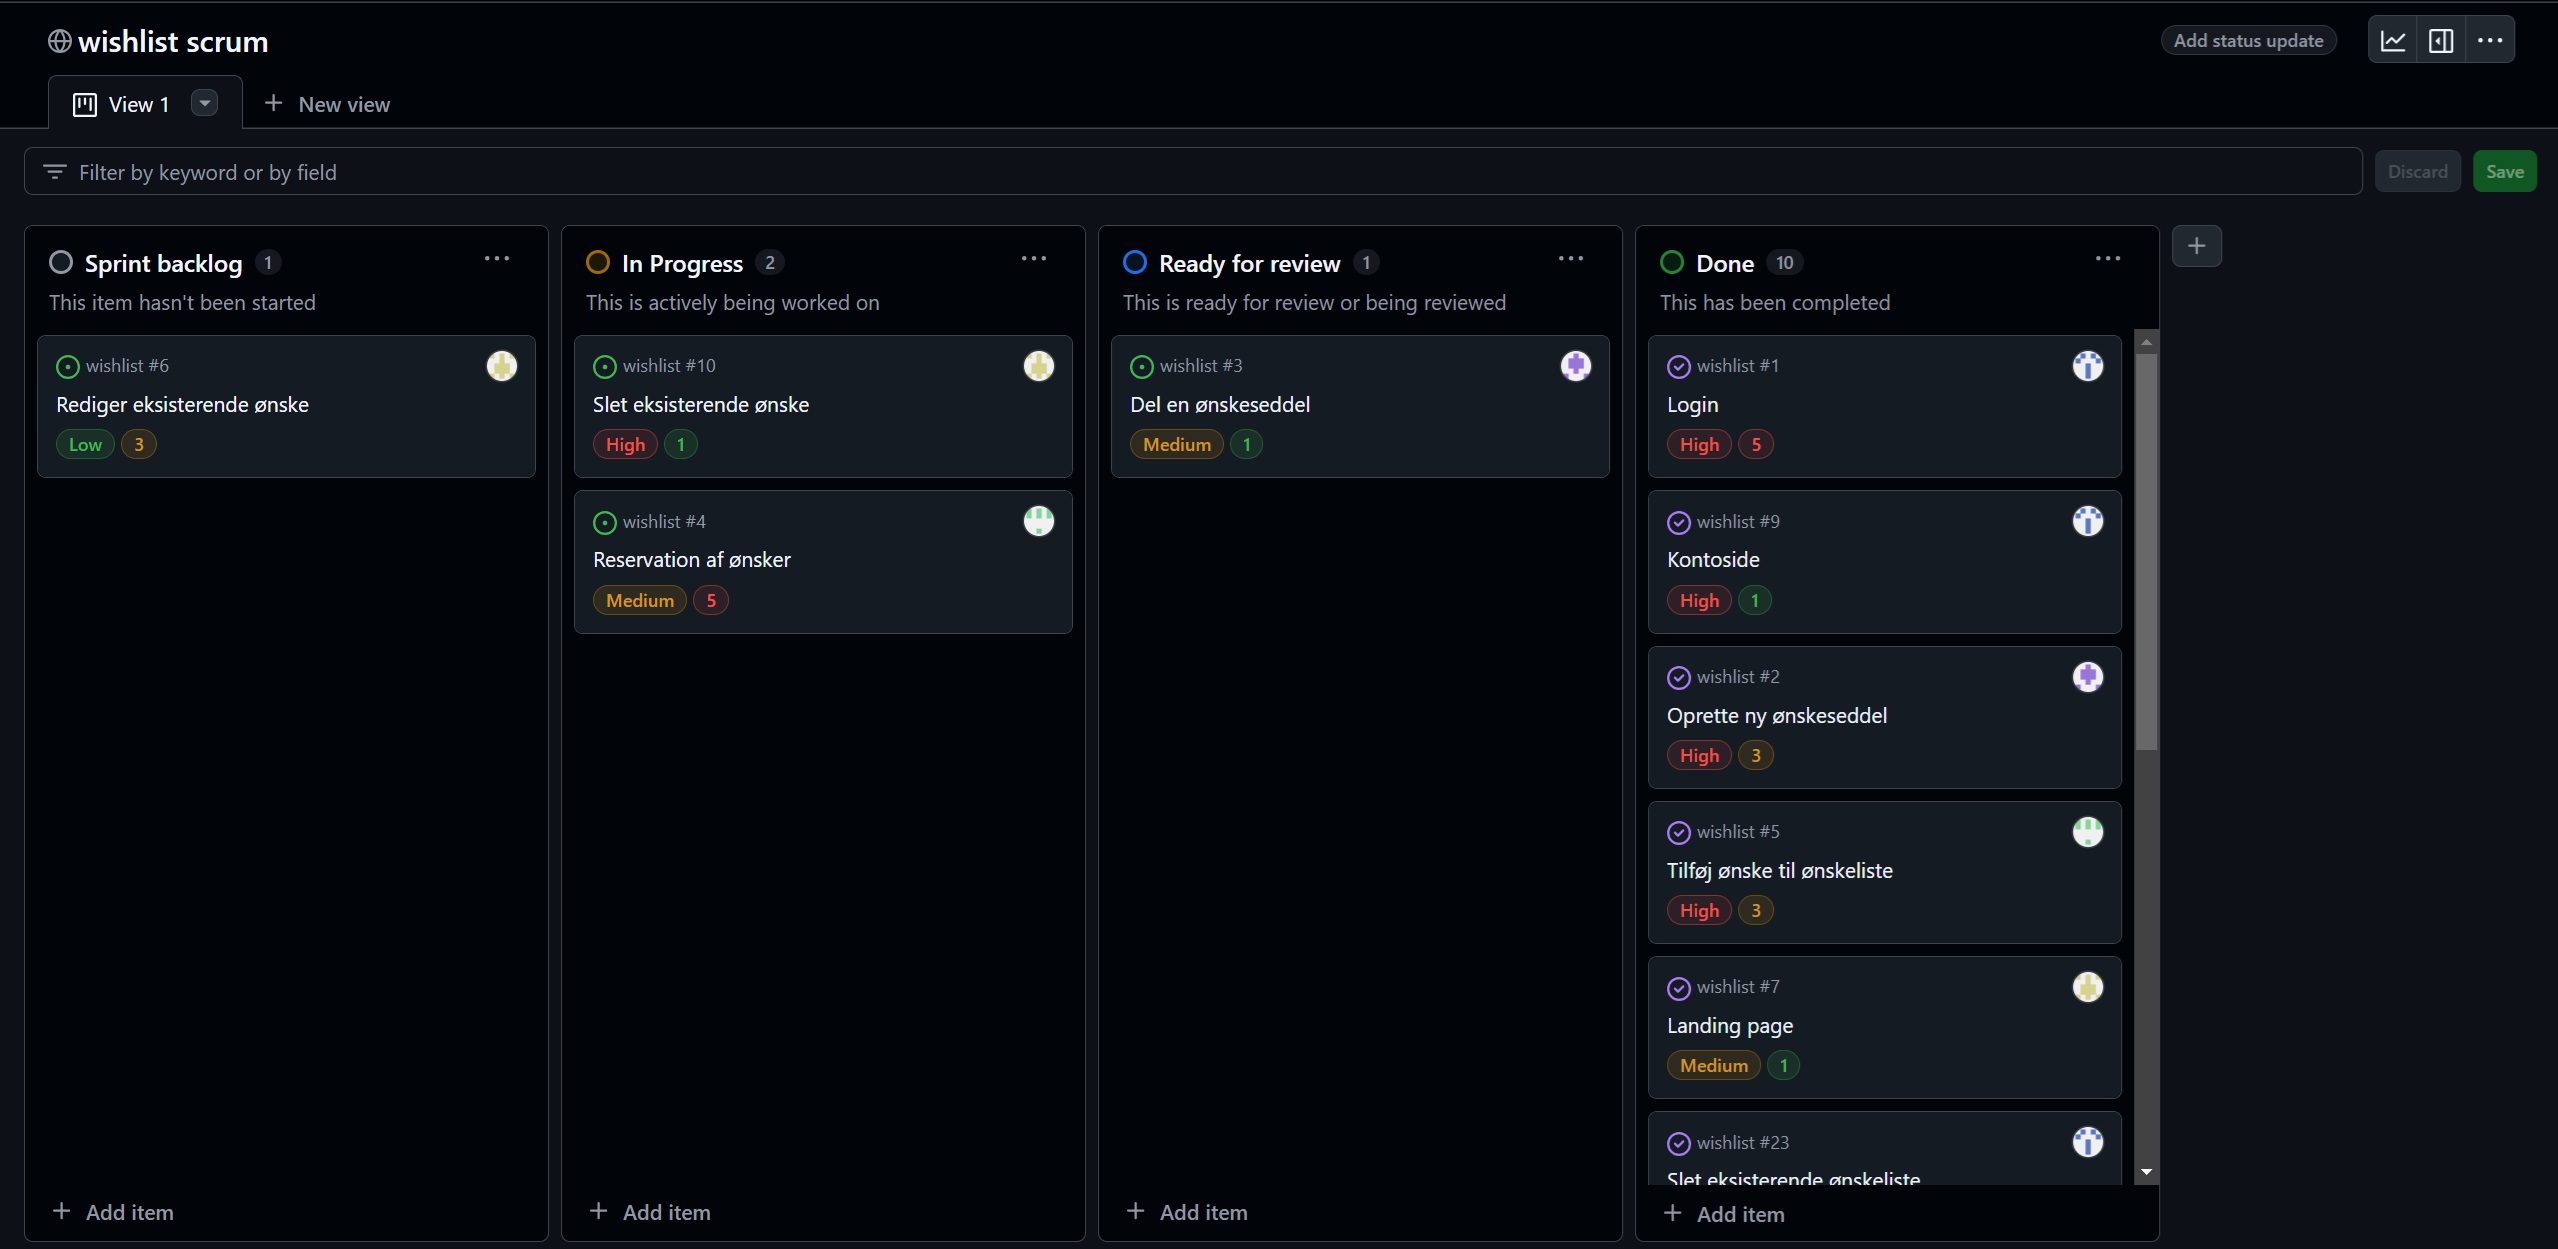 wishlist scrum
Add status update
View 1
New view
Filter by keyword or by field
Discard
Save
Sprint backlog 1
This item hasn't been started
wishlist #6
Rediger eksisterende ønske
Low 3
Add item
In Progress 2
This is actively being worked on
wishlist #10
Slet eksisterende ønske
High 1
wishlist #4
Reservation af ønsker
Medium 5
Add item
Ready for review 1
This is ready for review or being reviewed
wishlist #3
Del en ønskeseddel
Medium 1
Add item
Done 10
This has been completed
wishlist #1
Login
High 5
wishlist #9
Kontoside
High 1
wishlist #2
Oprette ny ønskeseddel
High 3
wishlist #5
Tilføj ønske til ønskeliste
High 3
wishlist #7
Landing page
Medium 1
wishlist #23
Slet eksisterende ønskeliste
Add item